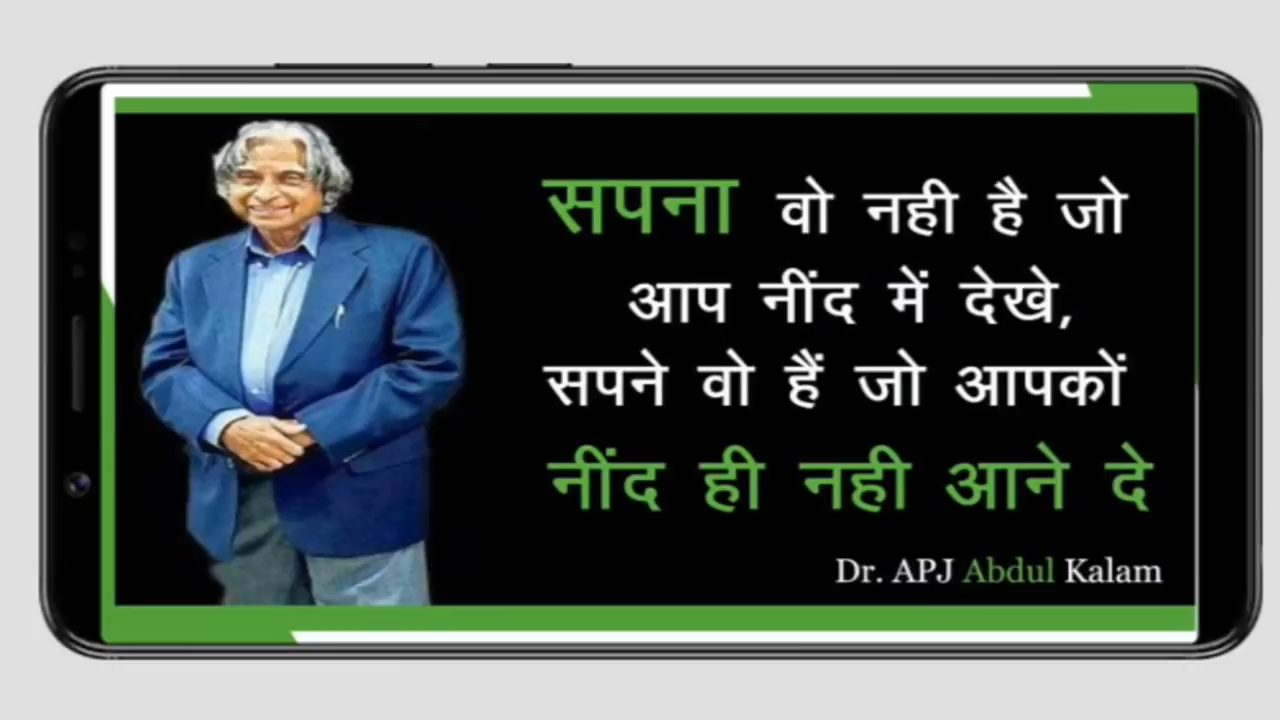 सपना वो नही है जो
आप नींद में देखे,
सपने वो हैं जो आपकों
नींद ही नही आने दे
Dr. APJ Abdul Kalam